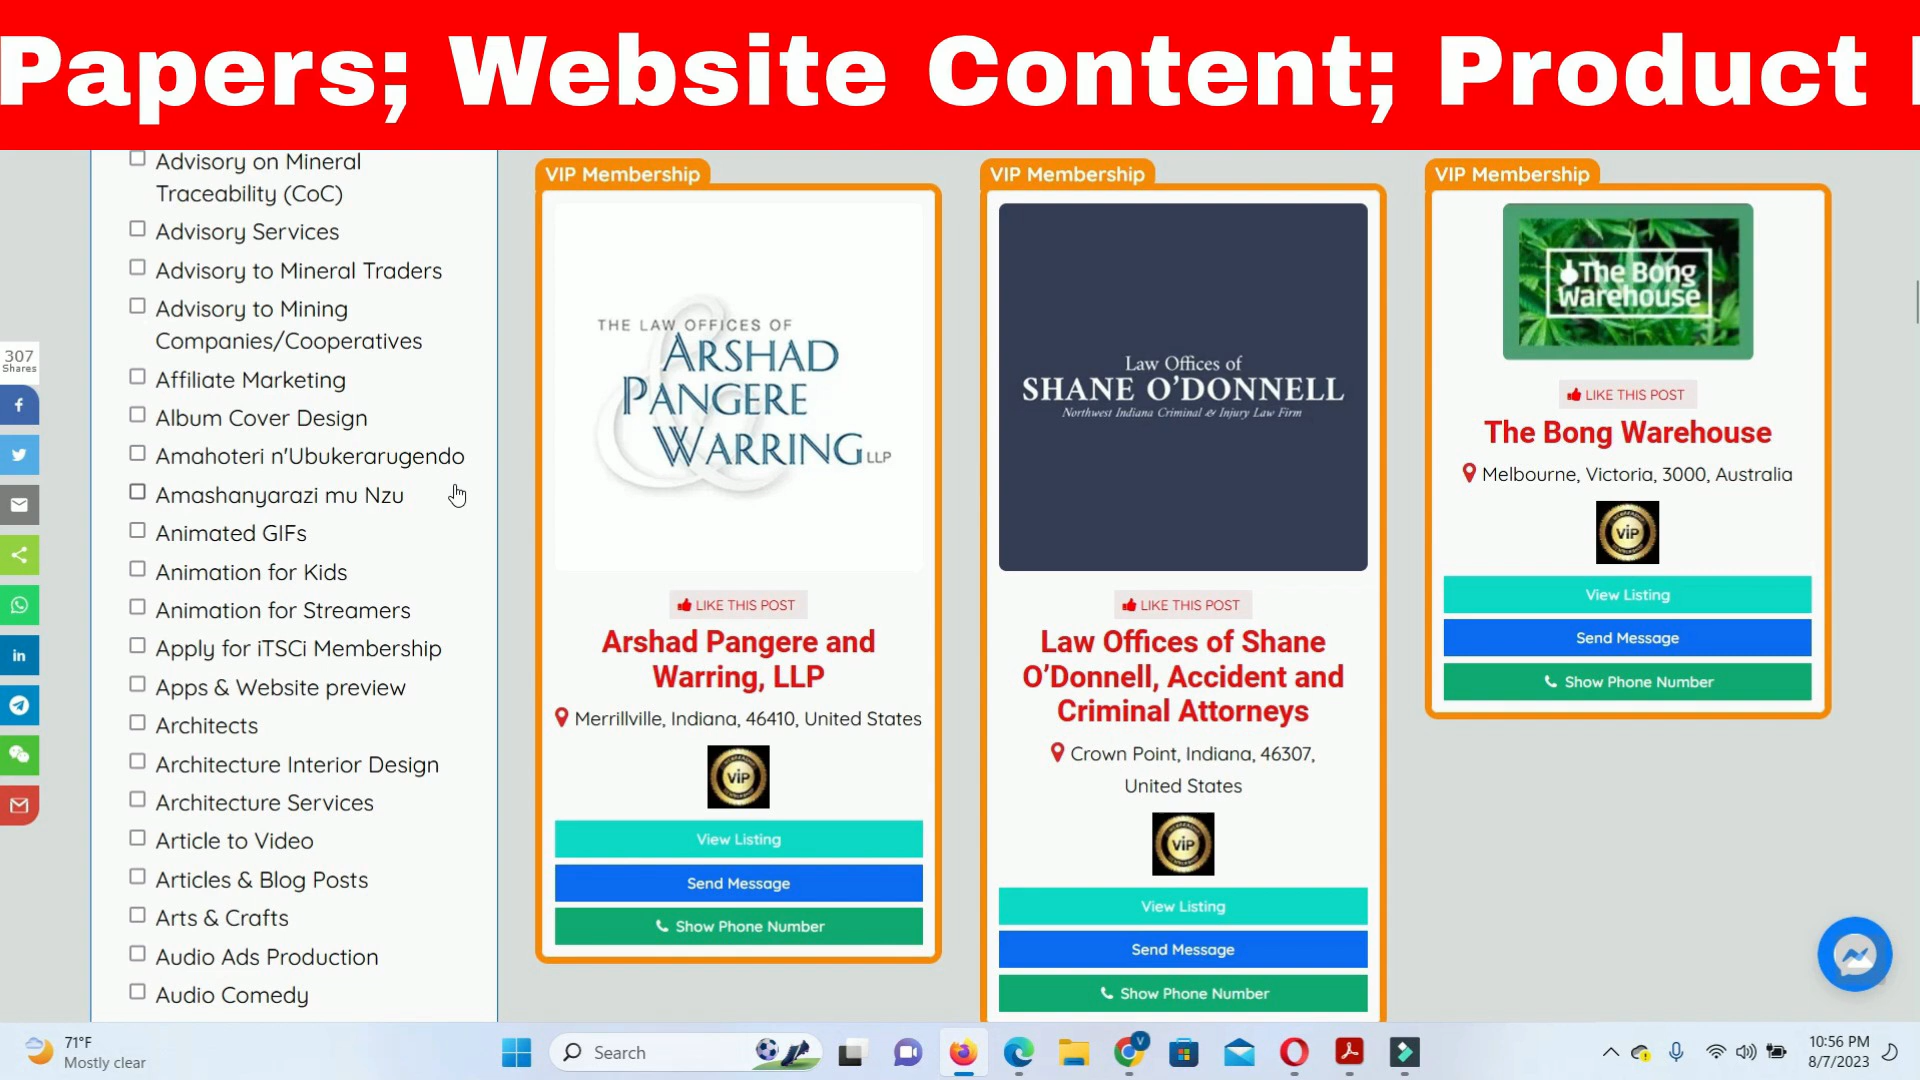 Papers; Website Content; Product
307
Shares
Advisory on Mineral
Traceability (CoC)
Advisory Services
Advisory to Mineral Traders
Advisory to Mining
Companies/Cooperatives
Affiliate Marketing
Album Cover Design
Amahoteri n'Ubukerarugendo
Amashanyarazi mu Nzu
Animated GIFs
Animation for Kids
Animation for Streamers
Apply for iTSCi Membership
Apps & Website preview
Architects
Architecture Interior Design
Architecture Services
Article to Video
Articles & Blog Posts
Arts & Crafts
Audio Ads Production
Audio Comedy
VIP Membership
THE LAW OFFICES OF
ARSHAD
PANGERE
WARRING LLP
LIKE THIS POST
Arshad Pangere and
Warring, LLP
Merrillville, Indiana, 46410, United States
VIP
View Listing
Send Message
Show Phone Number
VIP Membership
Law Offices of
SHANE O'DONNELL
Northwest Indiana Criminal & Injury Law Firm
LIKE THIS POST
Law Offices of Shane
O'Donnell, Accident and
Criminal Attorneys
Crown Point, Indiana, 46307,
United States
VIP
View Listing
Send Message
Show Phone Number
VIP Membership
The Bong
Warehouse
LIKE THIS POST
The Bong Warehouse
Melbourne, Victoria, 3000, Australia
VIP
View Listing
Send Message
Show Phone Number
71°F
Mostly clear
Search
V
10:56 PM
8/7/2023